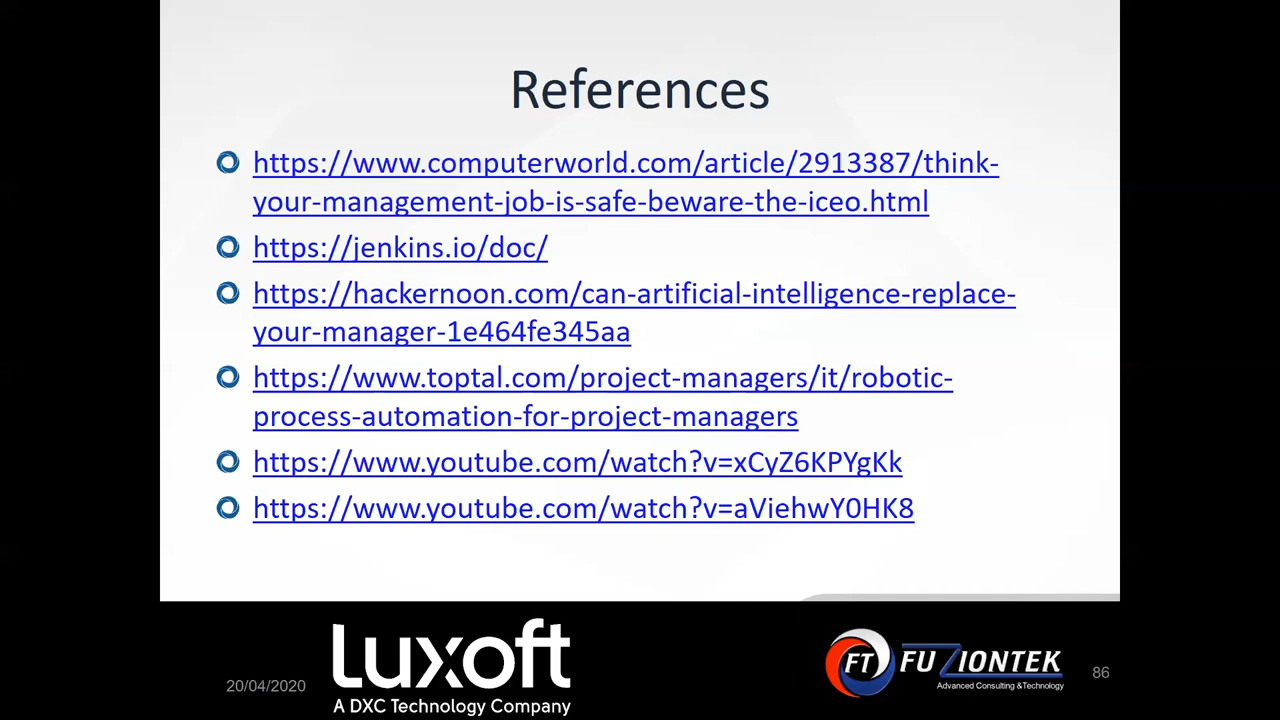 References
https://www.computerworld.com/article/2913387/think-
your-management-job-is-safe-beware-the-iceo.html
https://jenkins.io/doc/
https://hackernoon.com/can-artificial-intelligence-replace-
your-manager-1e464fe345aa
https://www.toptal.com/project-managers/it/robotic-
process-automation-for-project-managers
https://www.youtube.com/watch?v=xCyZ6KPYgKk
https://www.youtube.com/watch?v=aViehwY0HK8
20/04/2020
Luxoft
A DXC Technology Company
FT
FUZIONTEK
Advanced Consulting &Technology
86